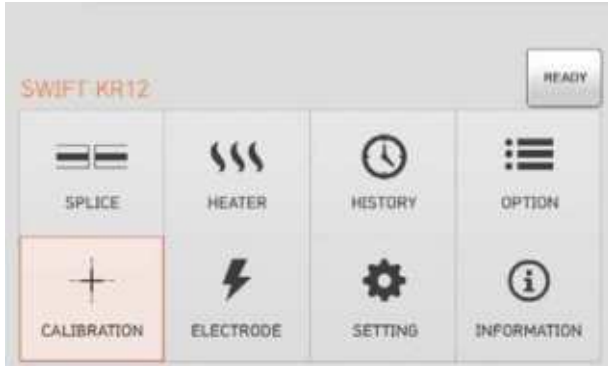 READY
SWIFT KR12
SPLICE
HEATER
HISTORY
OPTION
CALIBRATION
ELECTRODE
SETTING
INFORMATION